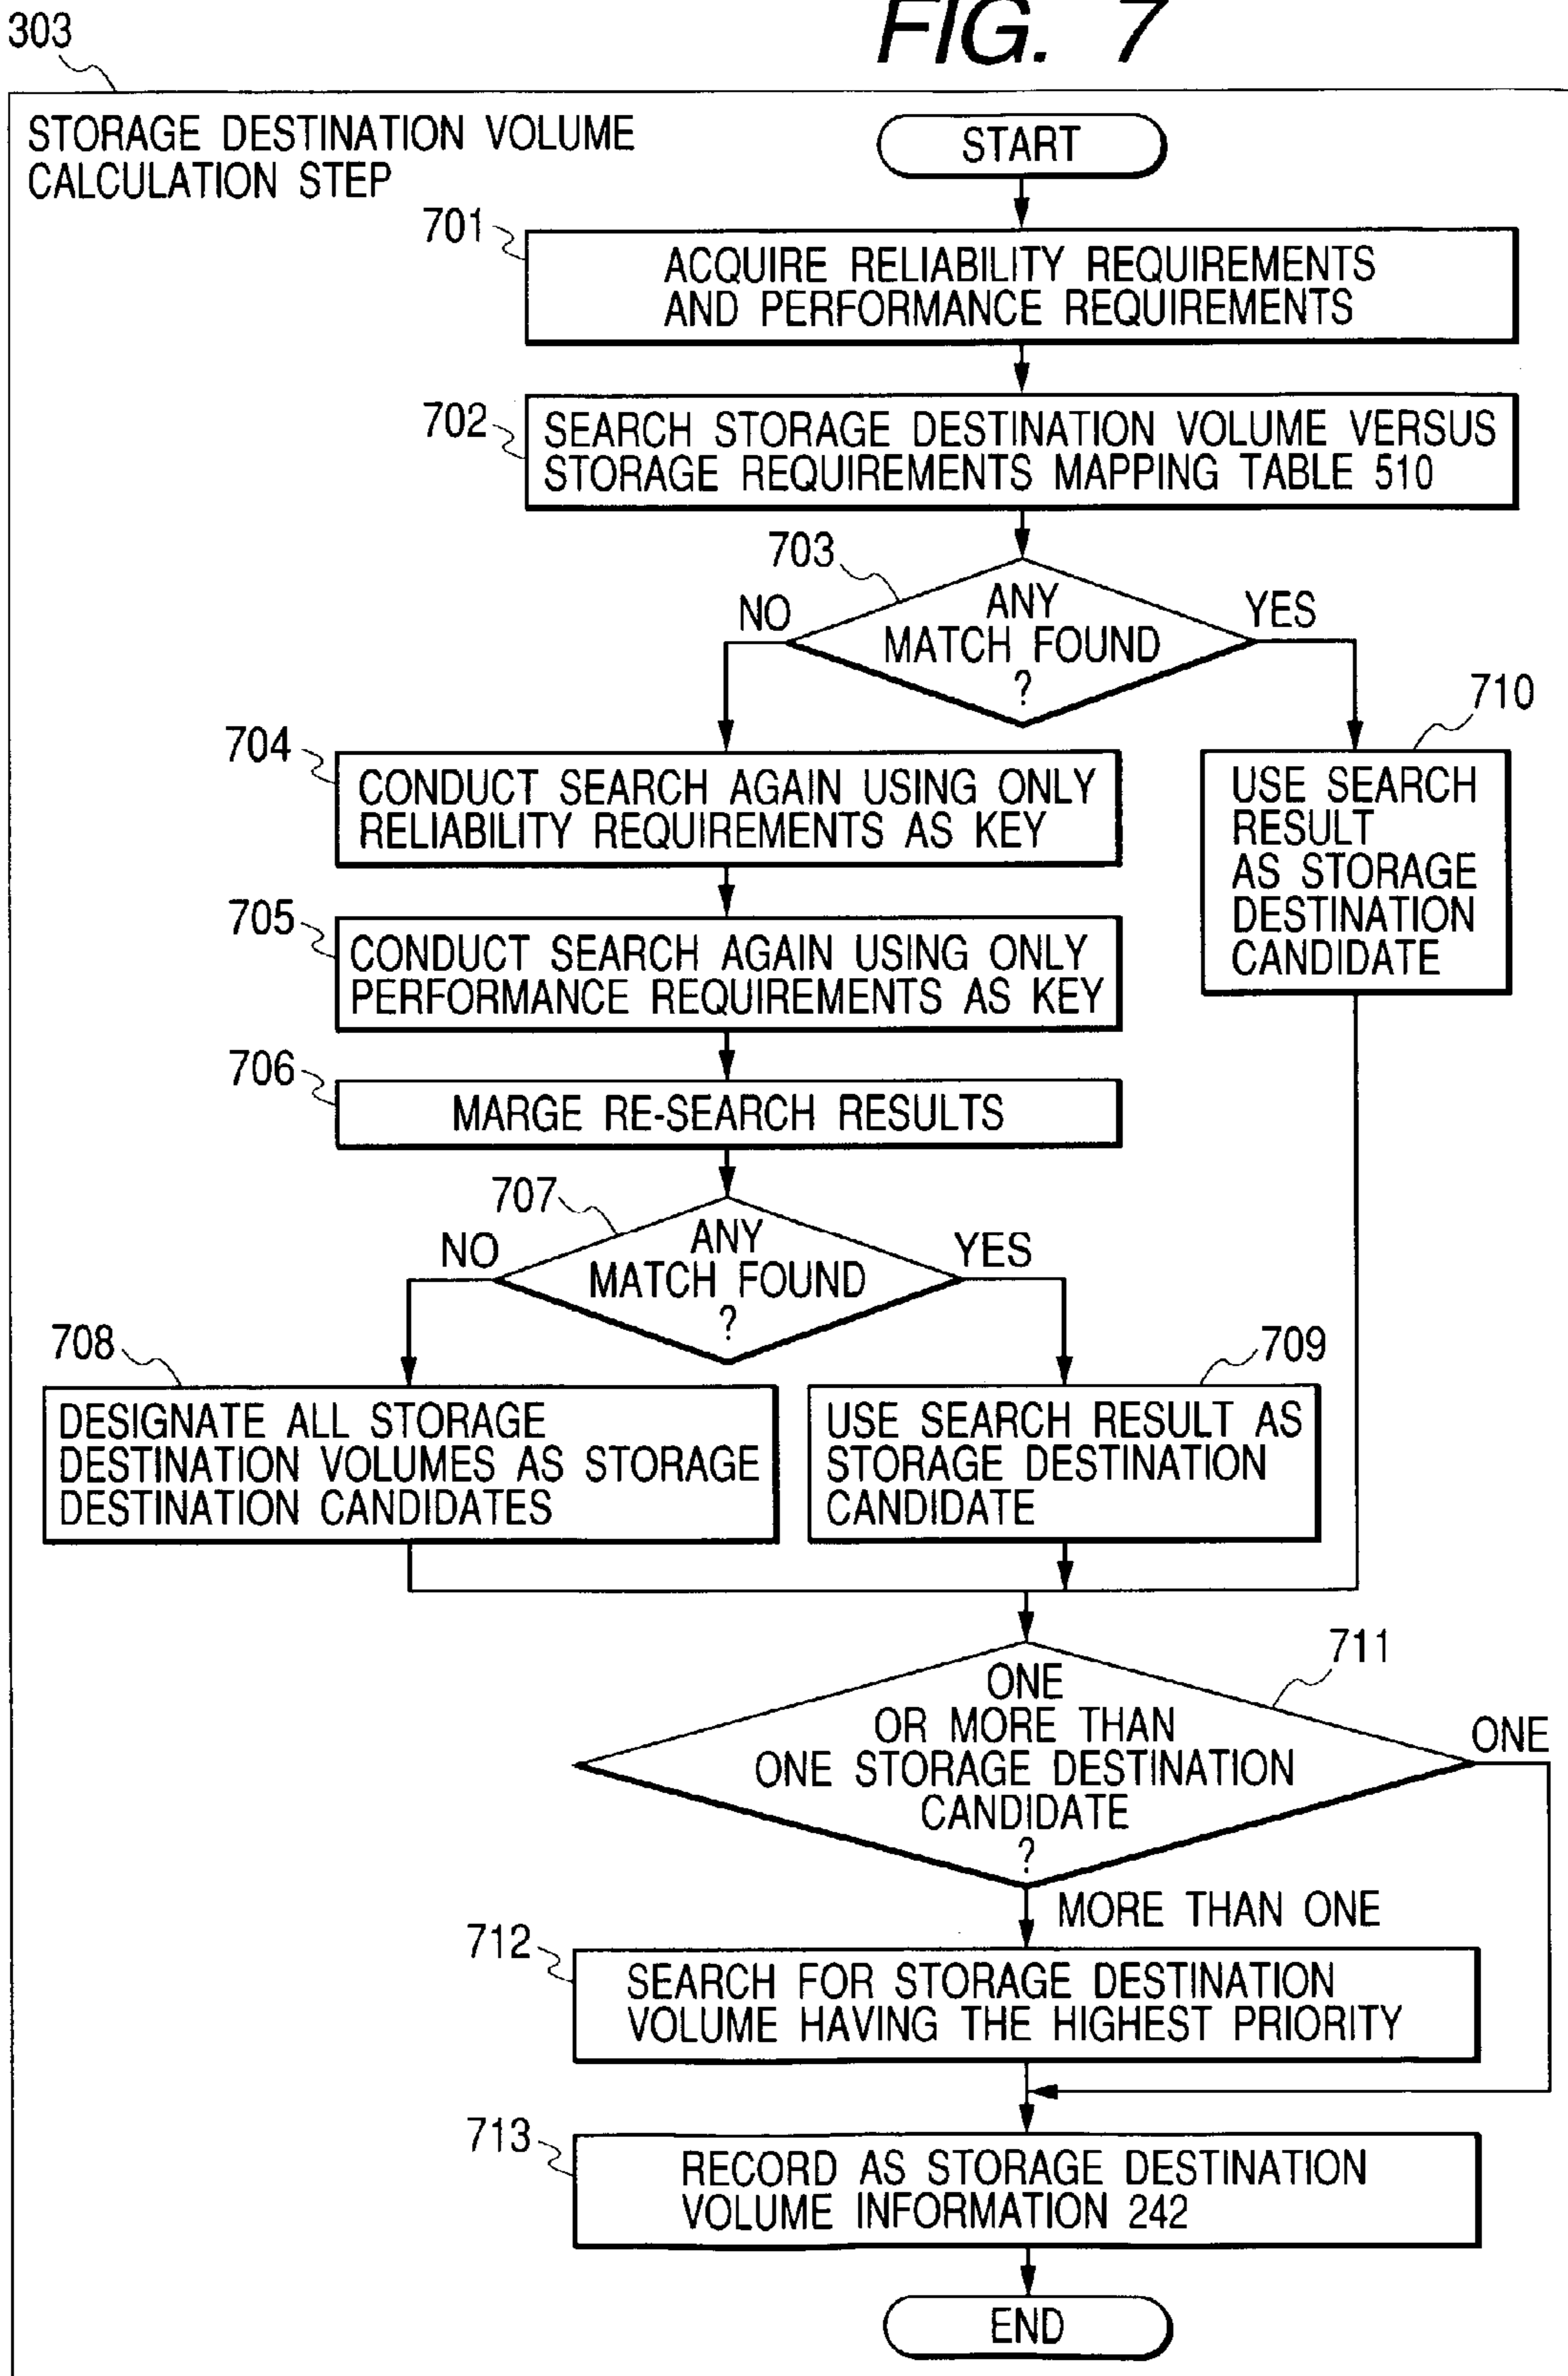 FIG. 7
303
STORAGE DESTINATION VOLUME
CALCULATION STEP
START
701
ACQUIRE RELIABILITY REQUIREMENTS
AND PERFORMANCE REQUIREMENTS
702
SEARCH STORAGE DESTINATION VOLUME VERSUS
STORAGE REQUIREMENTS MAPPING TABLE 510
703
ANY
MATCH FOUND
?
NO
YES
704
CONDUCT SEARCH AGAIN USING ONLY
RELIABILITY REQUIREMENTS AS KEY
710
USE SEARCH
RESULT
AS STORAGE
DESTINATION
CANDIDATE
705
CONDUCT SEARCH AGAIN USING ONLY
PERFORMANCE REQUIREMENTS AS KEY
706
MARGE RE-SEARCH RESULTS
707
ANY
MATCH FOUND
?
NO
YES
708
DESIGNATE ALL STORAGE
DESTINATION VOLUMES AS STORAGE
DESTINATION CANDIDATES
709
USE SEARCH RESULT AS
STORAGE DESTINATION
CANDIDATE
711
ONE
OR MORE THAN
ONE STORAGE DESTINATION
CANDIDATE
?
ONE
MORE THAN ONE
712
SEARCH FOR STORAGE DESTINATION
VOLUME HAVING THE HIGHEST PRIORITY
713
RECORD AS STORAGE DESTINATION
VOLUME INFORMATION 242
END